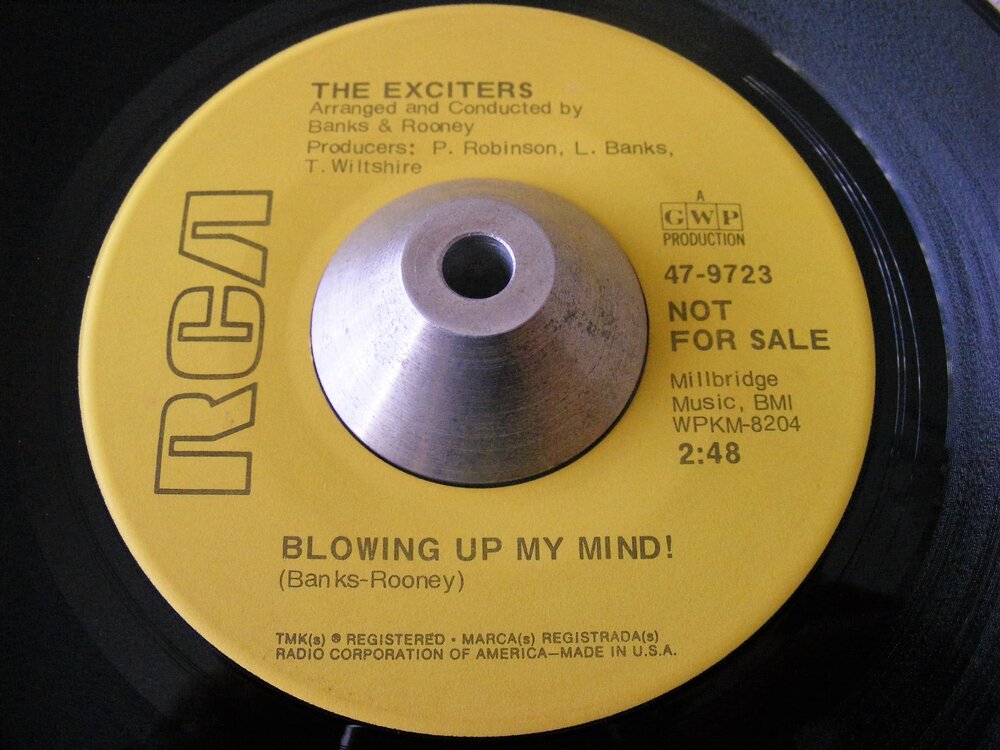 THE EXCITERS
Arranged and Conducted by
Banks & Rooney
Producers: P. Robinson, L. Banks,
T. Wiltshire
RCA
A
GWP
PRODUCTION
47-9723
NOT
FOR SALE
Millbridge
Music, BMI
WPKM-8204
2:48
BLOWING UP MY MIND!
(Banks-Rooney)
TMK(s) ® REGISTERED • MARCA(s) REGISTRADA(s)
RADIO CORPORATION OF AMERICA—MADE IN U.S.A.